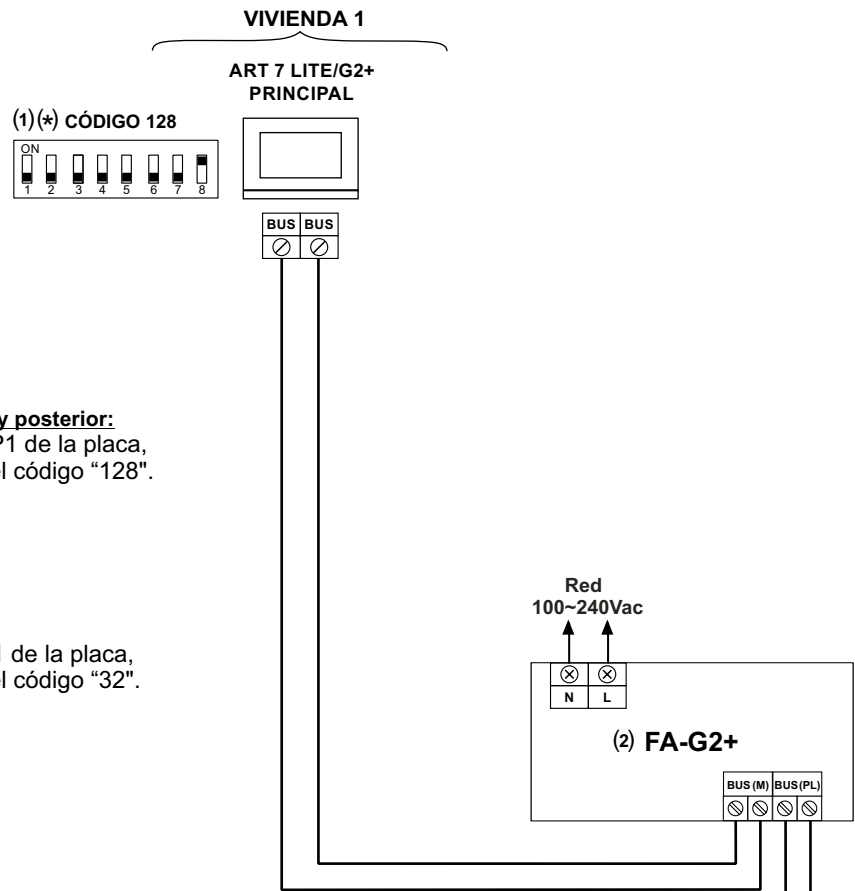 VIVIENDA 1
ART 7 LITE/G2+
PRINCIPAL
(1)(*) CÓDIGO 128
ON
1 2 3 4 5 6 7 8
BUS BUS
y posterior:
P1 de la placa,
el código “128".
Red
100~240Vac
de la placa,
el código “32".
N L
(2) FA-G2+
BUS (M) BUS (PL)